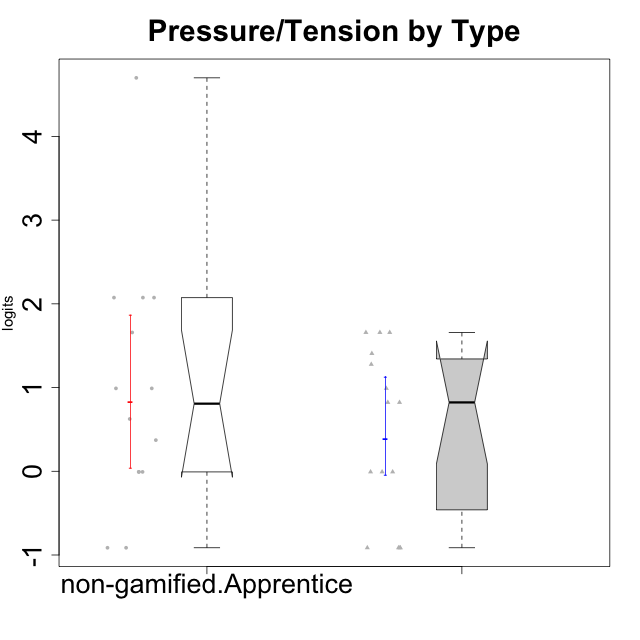 Pressure/Tension by Type
logits
4
3
2
1
0
-1
non-gamified.Apprentice